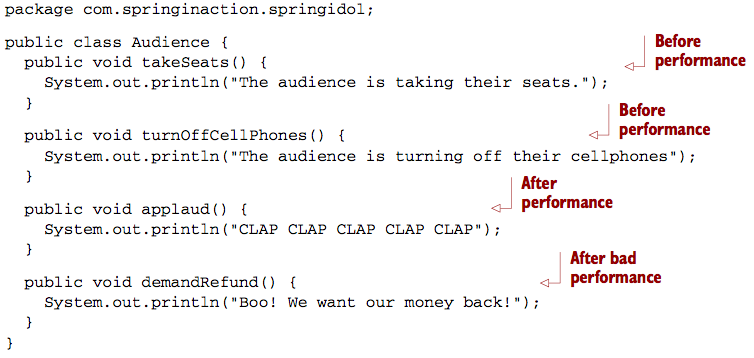 package com.springinaction.springidol;
public class Audience {
public void takeSeats() {
Before
performance
System.out.println("The audience is taking their seats.");
}
Before
performance
public void turnOffCellPhones() {
System.out.println("The audience is turning off their cellphones");
}
After
performance
public void applaud() {
System.out.println("CLAP CLAP CLAP CLAP CLAP");
}
After bad
performance
public void demandRefund() {
System.out.println("Boo! We want our money back!");
}
}